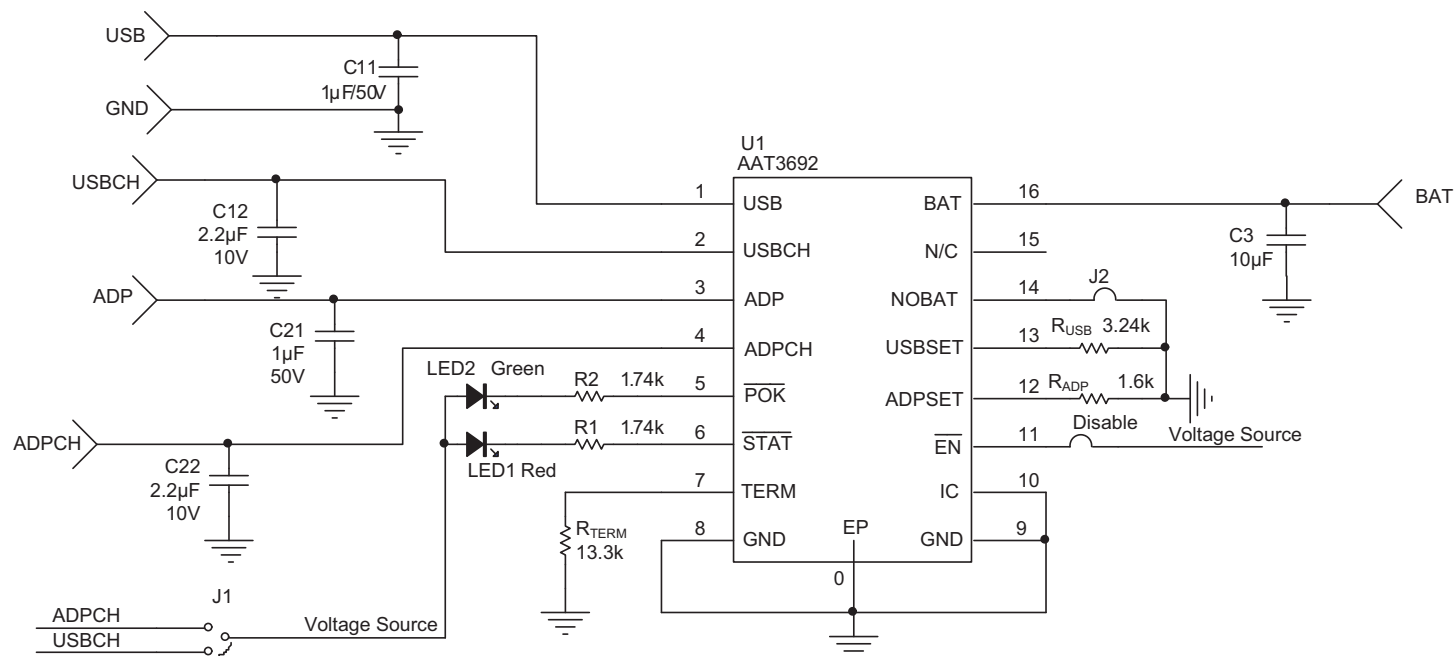 USB
C11
1µF/50V
GND
U1
AAT3692
USBCH
C12
2.2µF
10V
1
USB
BAT
16
BAT
2
USBCH
N/C
15
C3
10µF
ADP
3
ADP
NOBAT
14
J2
C21
1µF
50V
4
ADPCH
USBSET
13
RUSB 3.24k
LED2 Green
R2 1.74k
5
POK
ADPSET
12
RADP 1.6k
ADPCH
R1 1.74k
6
STAT
EN
11
Disable
Voltage Source
LED1 Red
C22
2.2µF
10V
7
TERM
IC
10
RTERM
13.3k
8
GND
EP
GND
9
0
J1
ADPCH
USBCH
Voltage Source